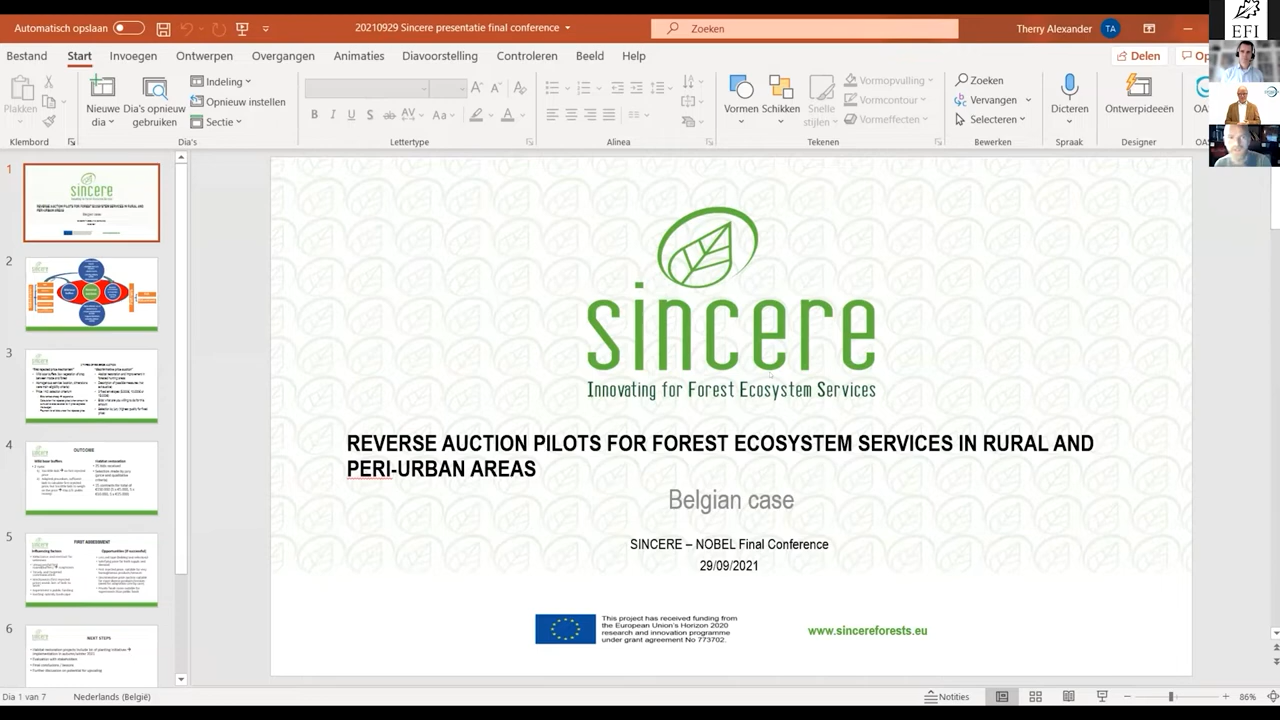 Automatisch opslaan
20210929 Sincere presentatie final conference
Zoeken
Therry Alexander
TA
EFI
Bestand
Start
Invoegen
Ontwerpen
Overgangen
Animaties
Diavoorstelling
Controleren
Beeld
Help
Delen
Plakken
Nieuwe dia
Dia's opnieuw gebruiken
Indeling
Opnieuw instellen
Sectie
Vormen
Schikken
Snelle stijlen
Vormopvulling
Vormcontour
Vormeffecten
Zoeken
Vervangen
Selecteren
Dicteren
Ontwerpideeën
Klembord
Dia's
Lettertype
Alinea
Tekenen
Bewerken
Spraak
Designer
1
2
3
4
OUTCOME
5
FIRST ASSESSMENT
6
NEXT STEPS
sincere
Innovating for Forest Ecosystem Services
REVERSE AUCTION PILOTS FOR FOREST ECOSYSTEM SERVICES IN RURAL AND
PERI-URBAN AREAS
Belgian case
SINCERE – NOBEL Final Conference
29/09/2021
This project has received funding from
the European Union's Horizon 2020
research and innovation programme
under grant agreement No 773702.
www.sincereforests.eu
Dia 1 van 7
Nederlands (België)
Notities
86%